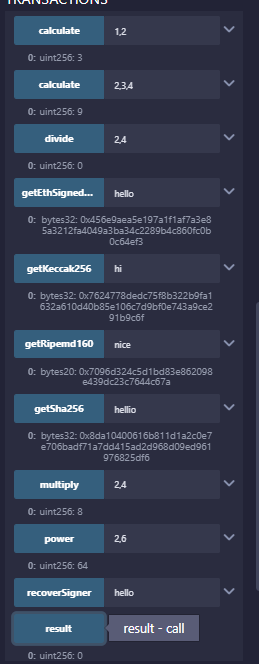 TRANSACTIONS
calculate 1,2
0: uint256: 3
calculate 2,3,4
0: uint256: 9
divide 2,4
0: uint256: 0
getEthSigned... hello
0: bytes32: 0x456e9aea5e197a1f1af7a3e8
5a3212fa4049a3ba34c2289b4c860fc0b
0c64ef3
getKeccak256 hi
0: bytes32: 0x7624778dedc75f8b322b9fa1
632a610d40b85e106c7d9bf0e743a9ce2
91b9c6f
getRipemd160 nice
0: bytes20: 0x7096d324c5d1bd83e862098
e439dc23c7644c67a
getSha256 hellio
0: bytes32: 0x8da10400616b811d1a2c0e7
e706badf71a7dd415ad2d968d09ed961
976825df6
multiply 2,4
0: uint256: 8
power 2,6
0: uint256: 64
recoverSigner hello
result result - call
0: uint256: 0